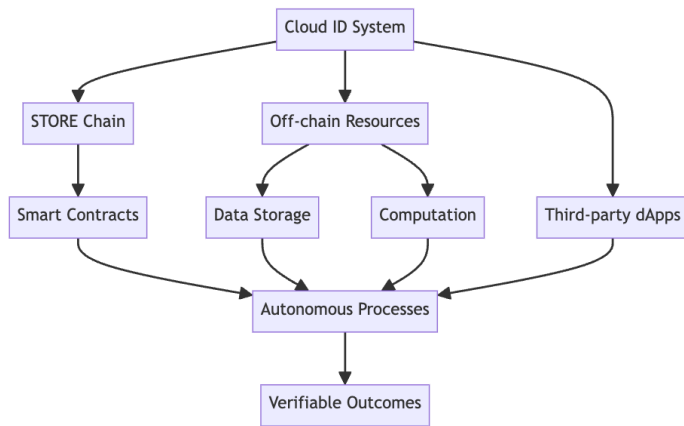 Cloud ID System
STORE Chain
Off-chain Resources
Smart Contracts
Data Storage
Computation
Third-party dApps
Autonomous Processes
Verifiable Outcomes